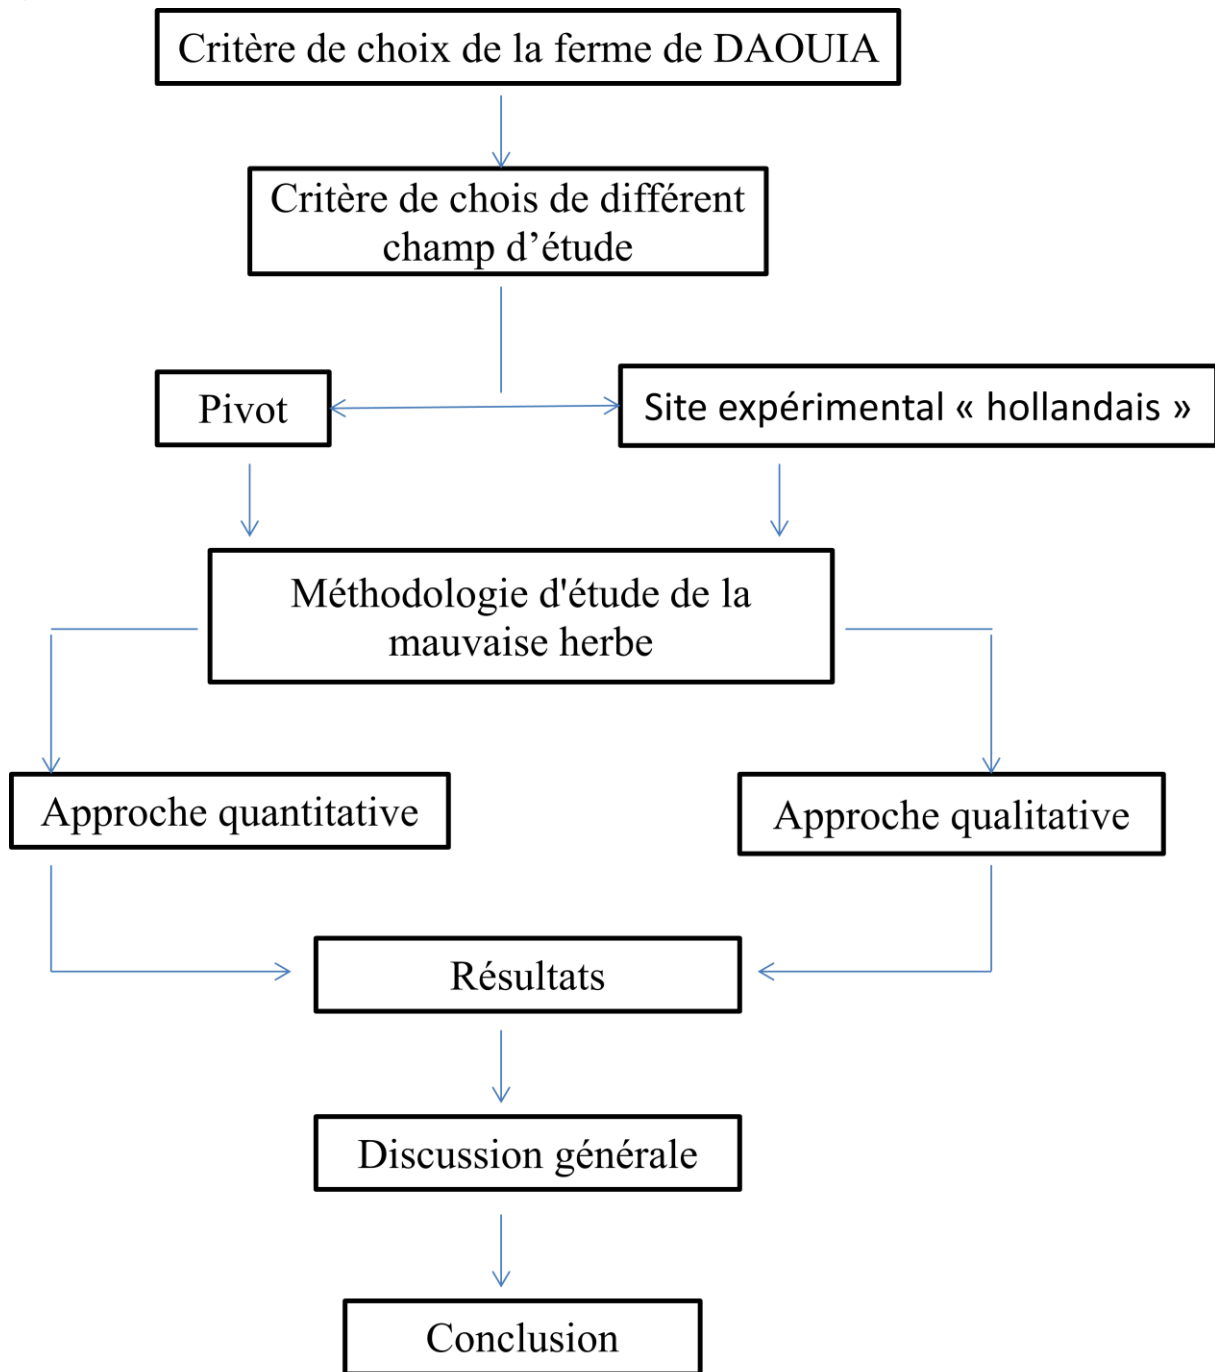 Critère de choix de la ferme de DAOUIA
Critère de chois de différent
champ d’étude
Pivot
Site expérimental « hollandais »
Méthodologie d'étude de la
mauvaise herbe
Approche quantitative
Approche qualitative
Résultats
Discussion générale
Conclusion